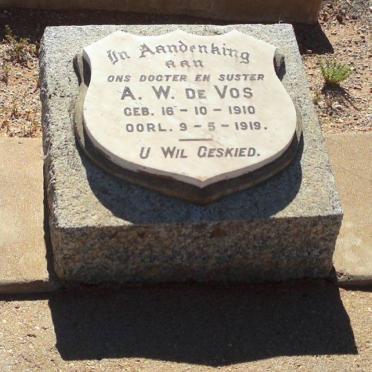 In Aandenking
aan
ONS DOGTER EN SUSTER
A. W. DE VOS
GEB. 16-10-1910
OORL. 9-5-1919.
U WIL GESKIED.